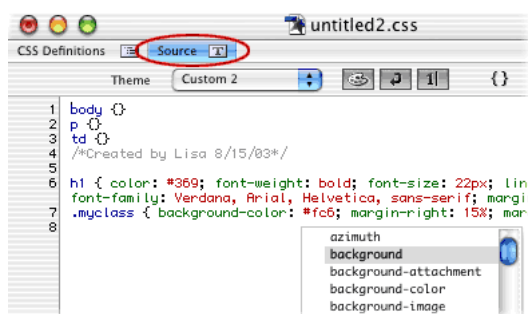 untitled2.css
CSS Definitions Source T
Theme Custom 2 1 {}
1 body {}
2 p {}
3 td {}
4 /*Created by Lisa 8/15/03*/
5
6 h1 { color: #369; font-weight: bold; font-size: 22px; lin
font-family: Verdana, Arial, Helvetica, sans-serif; margi
7 .myclass { background-color: #fc6; margin-right: 15%; mar
8
azimuth
background
background-attachment
background-color
background-image